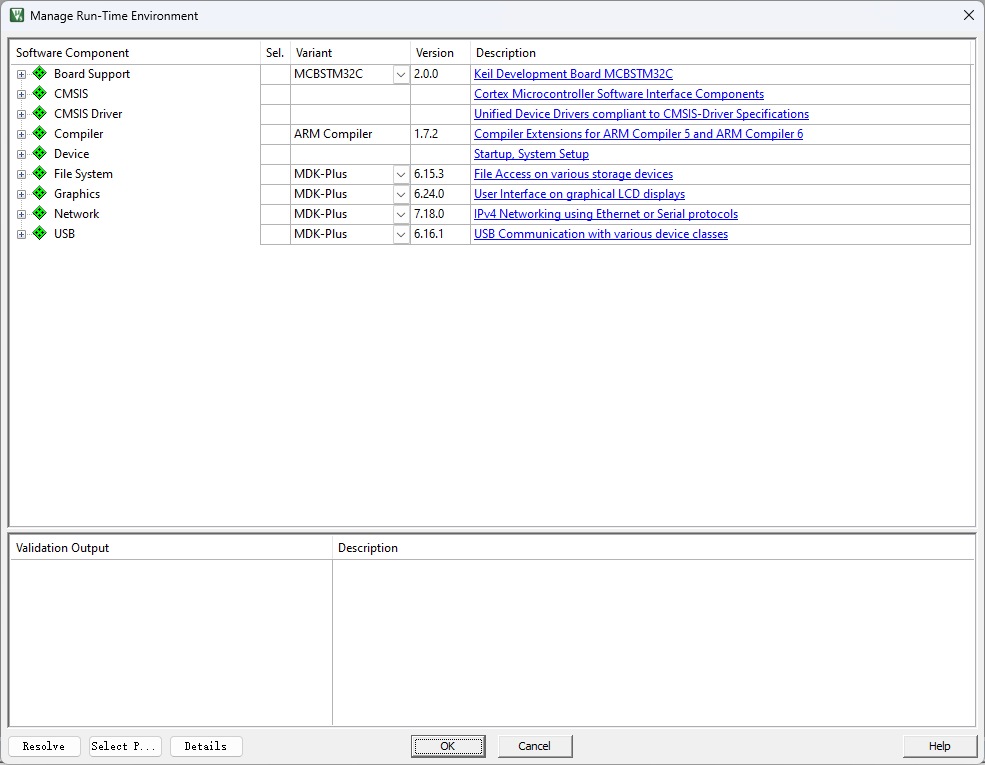 Manage Run-Time Environment
Software Component Sel. Variant Version Description
Board Support MCBSTM32C 2.0.0 Keil Development Board MCBSTM32C
CMSIS Cortex Microcontroller Software Interface Components
CMSIS Driver Unified Device Drivers compliant to CMSIS-Driver Specifications
Compiler ARM Compiler 1.7.2 Compiler Extensions for ARM Compiler 5 and ARM Compiler 6
Device Startup, System Setup
File System MDK-Plus 6.15.3 File Access on various storage devices
Graphics MDK-Plus 6.24.0 User Interface on graphical LCD displays
Network MDK-Plus 7.18.0 IPv4 Networking using Ethernet or Serial protocols
USB MDK-Plus 6.16.1 USB Communication with various device classes
Validation Output Description
Resolve Select P... Details OK Cancel Help